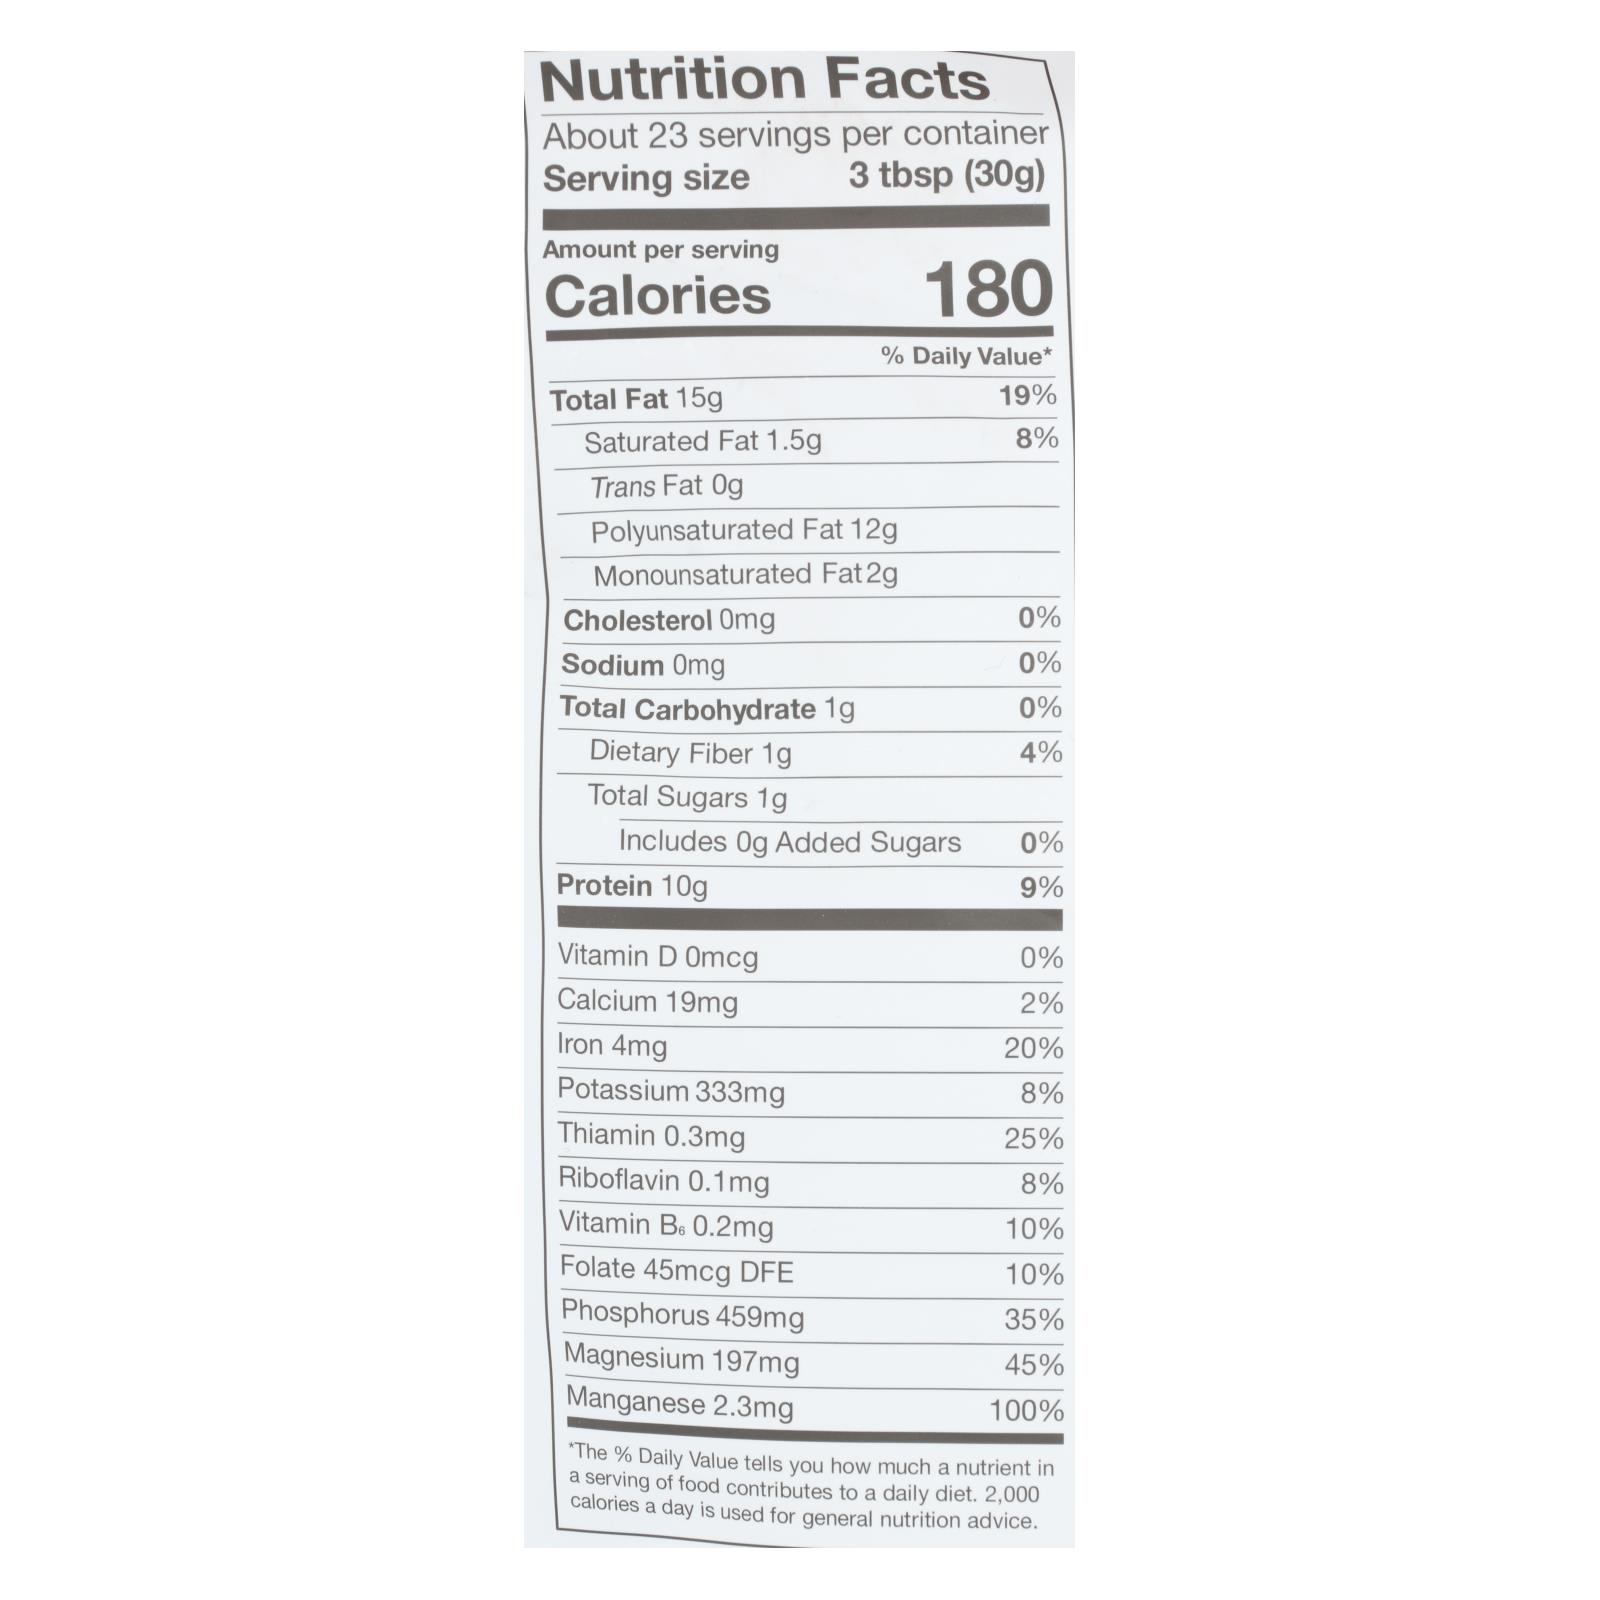 Nutrition Facts
About 23 servings per container
Serving size 3 tbsp (30g)
Amount per serving
Calories 180
% Daily Value*
Total Fat 15g 19%
Saturated Fat 1.5g 8%
Trans Fat 0g
Polyunsaturated Fat 12g
Monounsaturated Fat 2g
Cholesterol 0mg 0%
Sodium 0mg 0%
Total Carbohydrate 1g 0%
Dietary Fiber 1g 4%
Total Sugars 1g
Includes 0g Added Sugars 0%
Protein 10g 9%
Vitamin D 0mcg 0%
Calcium 19mg 2%
Iron 4mg 20%
Potassium 333mg 8%
Thiamin 0.3mg 25%
Riboflavin 0.1mg 8%
Vitamin B₆ 0.2mg 10%
Folate 45mcg DFE 10%
Phosphorus 459mg 35%
Magnesium 197mg 45%
Manganese 2.3mg 100%
*The % Daily Value tells you how much a nutrient in
a serving of food contributes to a daily diet. 2,000
calories a day is used for general nutrition advice.